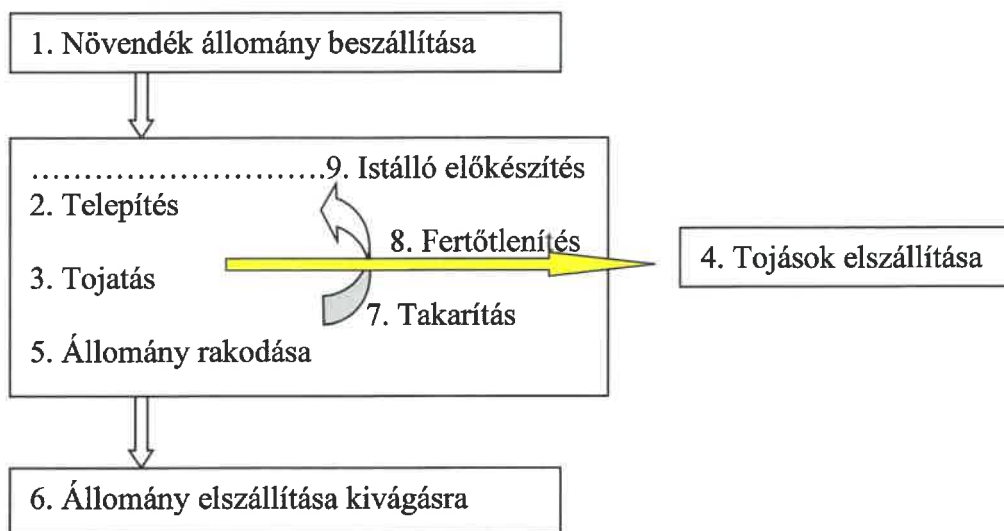 1. Növendék állomány beszállítása
………………………….9. Istálló előkészítés
2. Telepítés
8. Fertőtlenítés
3. Tojatás
4. Tojások elszállítása
7. Takarítás
5. Állomány rakodása
6. Állomány elszállítása kivágásra